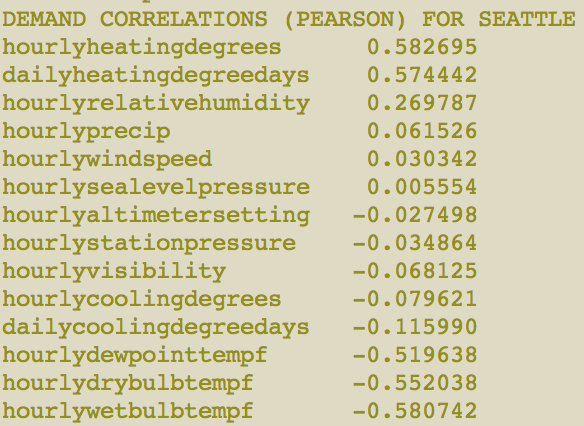 DEMAND CORRELATIONS (PEARSON) FOR SEATTLE
hourlyheatingdegrees 0.582695
dailyheatingdegreedays 0.574442
hourlyrelativehumidity 0.269787
hourlyprecip 0.061526
hourlywindspeed 0.030342
hourlysealevelpressure 0.005554
hourlyaltimetersetting -0.027498
hourlystationpressure -0.034864
hourlyvisibility -0.068125
hourlycoolingdegrees -0.079621
dailycoolingdegreedays -0.115990
hourlydewpointtempf -0.519638
hourlydrybulbtempf -0.552038
hourlywetbulbtempf -0.580742